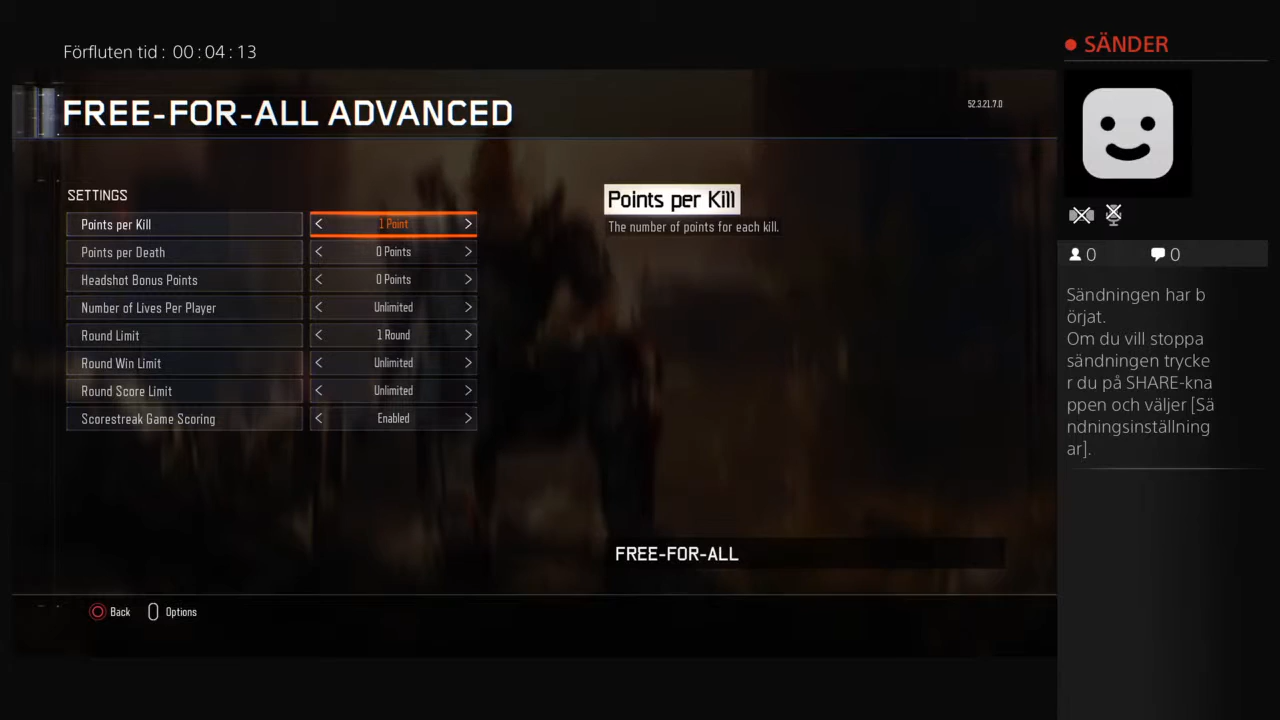 Förfluten tid : 00 : 04 : 13
SÄNDER
FREE-FOR-ALL ADVANCED
52.3.21.7.0
SETTINGS
Points per Kill
1 Point
Points per Death
0 Points
Headshot Bonus Points
0 Points
Number of Lives Per Player
Unlimited
Round Limit
1 Round
Round Win Limit
Unlimited
Round Score Limit
Unlimited
Scorestreak Game Scoring
Enabled
Points per Kill
The number of points for each kill.
FREE-FOR-ALL
Back
Options
0
0
Sändningen har b
örjat.
Om du vill stoppa
sändningen trycke
r du på SHARE-kna
ppen och väljer [Sä
ndningsinställning
ar].